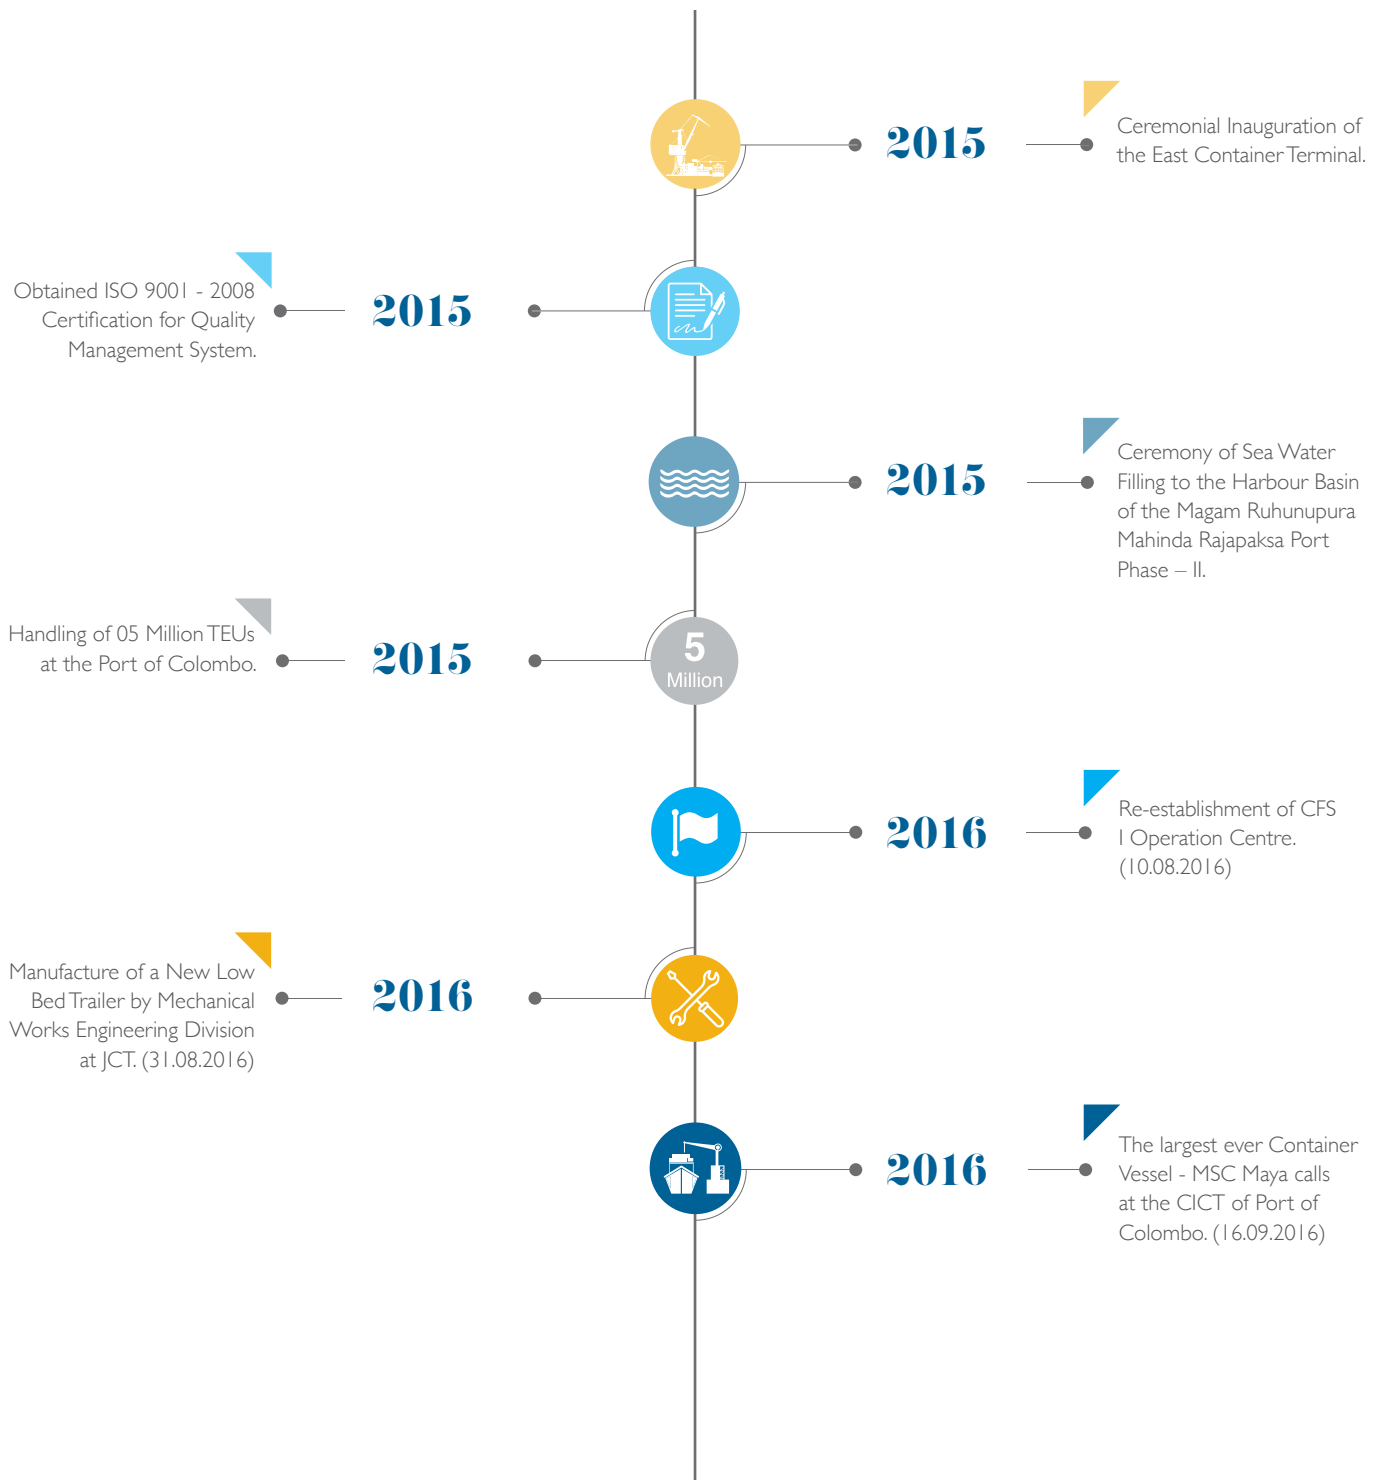 2015
Ceremonial Inauguration of
the East Container Terminal.
Obtained ISO 9001 - 2008
Certification for Quality
Management System.
2015
2015
Ceremony of Sea Water
Filling to the Harbour Basin
of the Magam Ruhunupura
Mahinda Rajapaksa Port
Phase – II.
Handling of 05 Million TEUs
at the Port of Colombo.
2015
5
Million
2016
Re-establishment of CFS
I Operation Centre.
(10.08.2016)
Manufacture of a New Low
Bed Trailer by Mechanical
Works Engineering Division
at JCT. (31.08.2016)
2016
2016
The largest ever Container
Vessel - MSC Maya calls
at the CICT of Port of
Colombo. (16.09.2016)